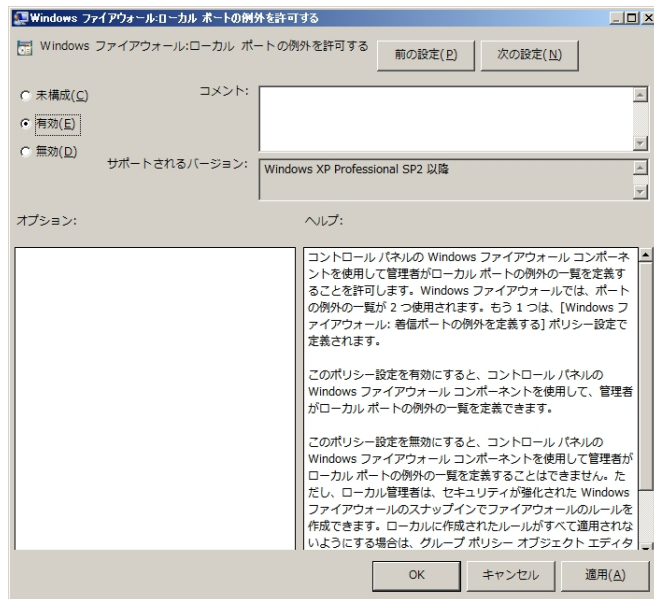 Windows ファイアウォール:ローカル ポートの例外を許可する
Windows ファイアウォール:ローカル ポートの例外を許可する
前の設定(P)
次の設定(N)
未構成(C)
コメント:
有効(E)
無効(D)
サポートされるバージョン:
Windows XP Professional SP2 以降
オプション:
ヘルプ:
コントロール パネルの Windows ファイアウォール コンポーネ
ントを使用して管理者がローカル ポートの例外の一覧を定義す
ることを許可します。Windows ファイアウォールでは、ポート
の例外の一覧が 2 つ使用されます。もう 1 つは、[Windows フ
ァイアウォール: 着信ポートの例外を定義する] ポリシー設定で
定義されます。
このポリシー設定を有効にすると、コントロール パネルの
Windows ファイアウォール コンポーネントを使用して、管理者
がローカル ポートの例外の一覧を定義できます。
このポリシー設定を無効にすると、コントロール パネルの
Windows ファイアウォール コンポーネントを使用して管理者が
ローカル ポートの例外の一覧を定義することはできません。た
だし、ローカル管理者は、セキュリティが強化された Windows
ファイアウォールのスナップインでファイアウォールのルールを
作成できます。ローカルに作成されたルールがすべて適用されな
いようにする場合は、グループ ポリシー オブジェクト エディタ
OK
キャンセル
適用(A)